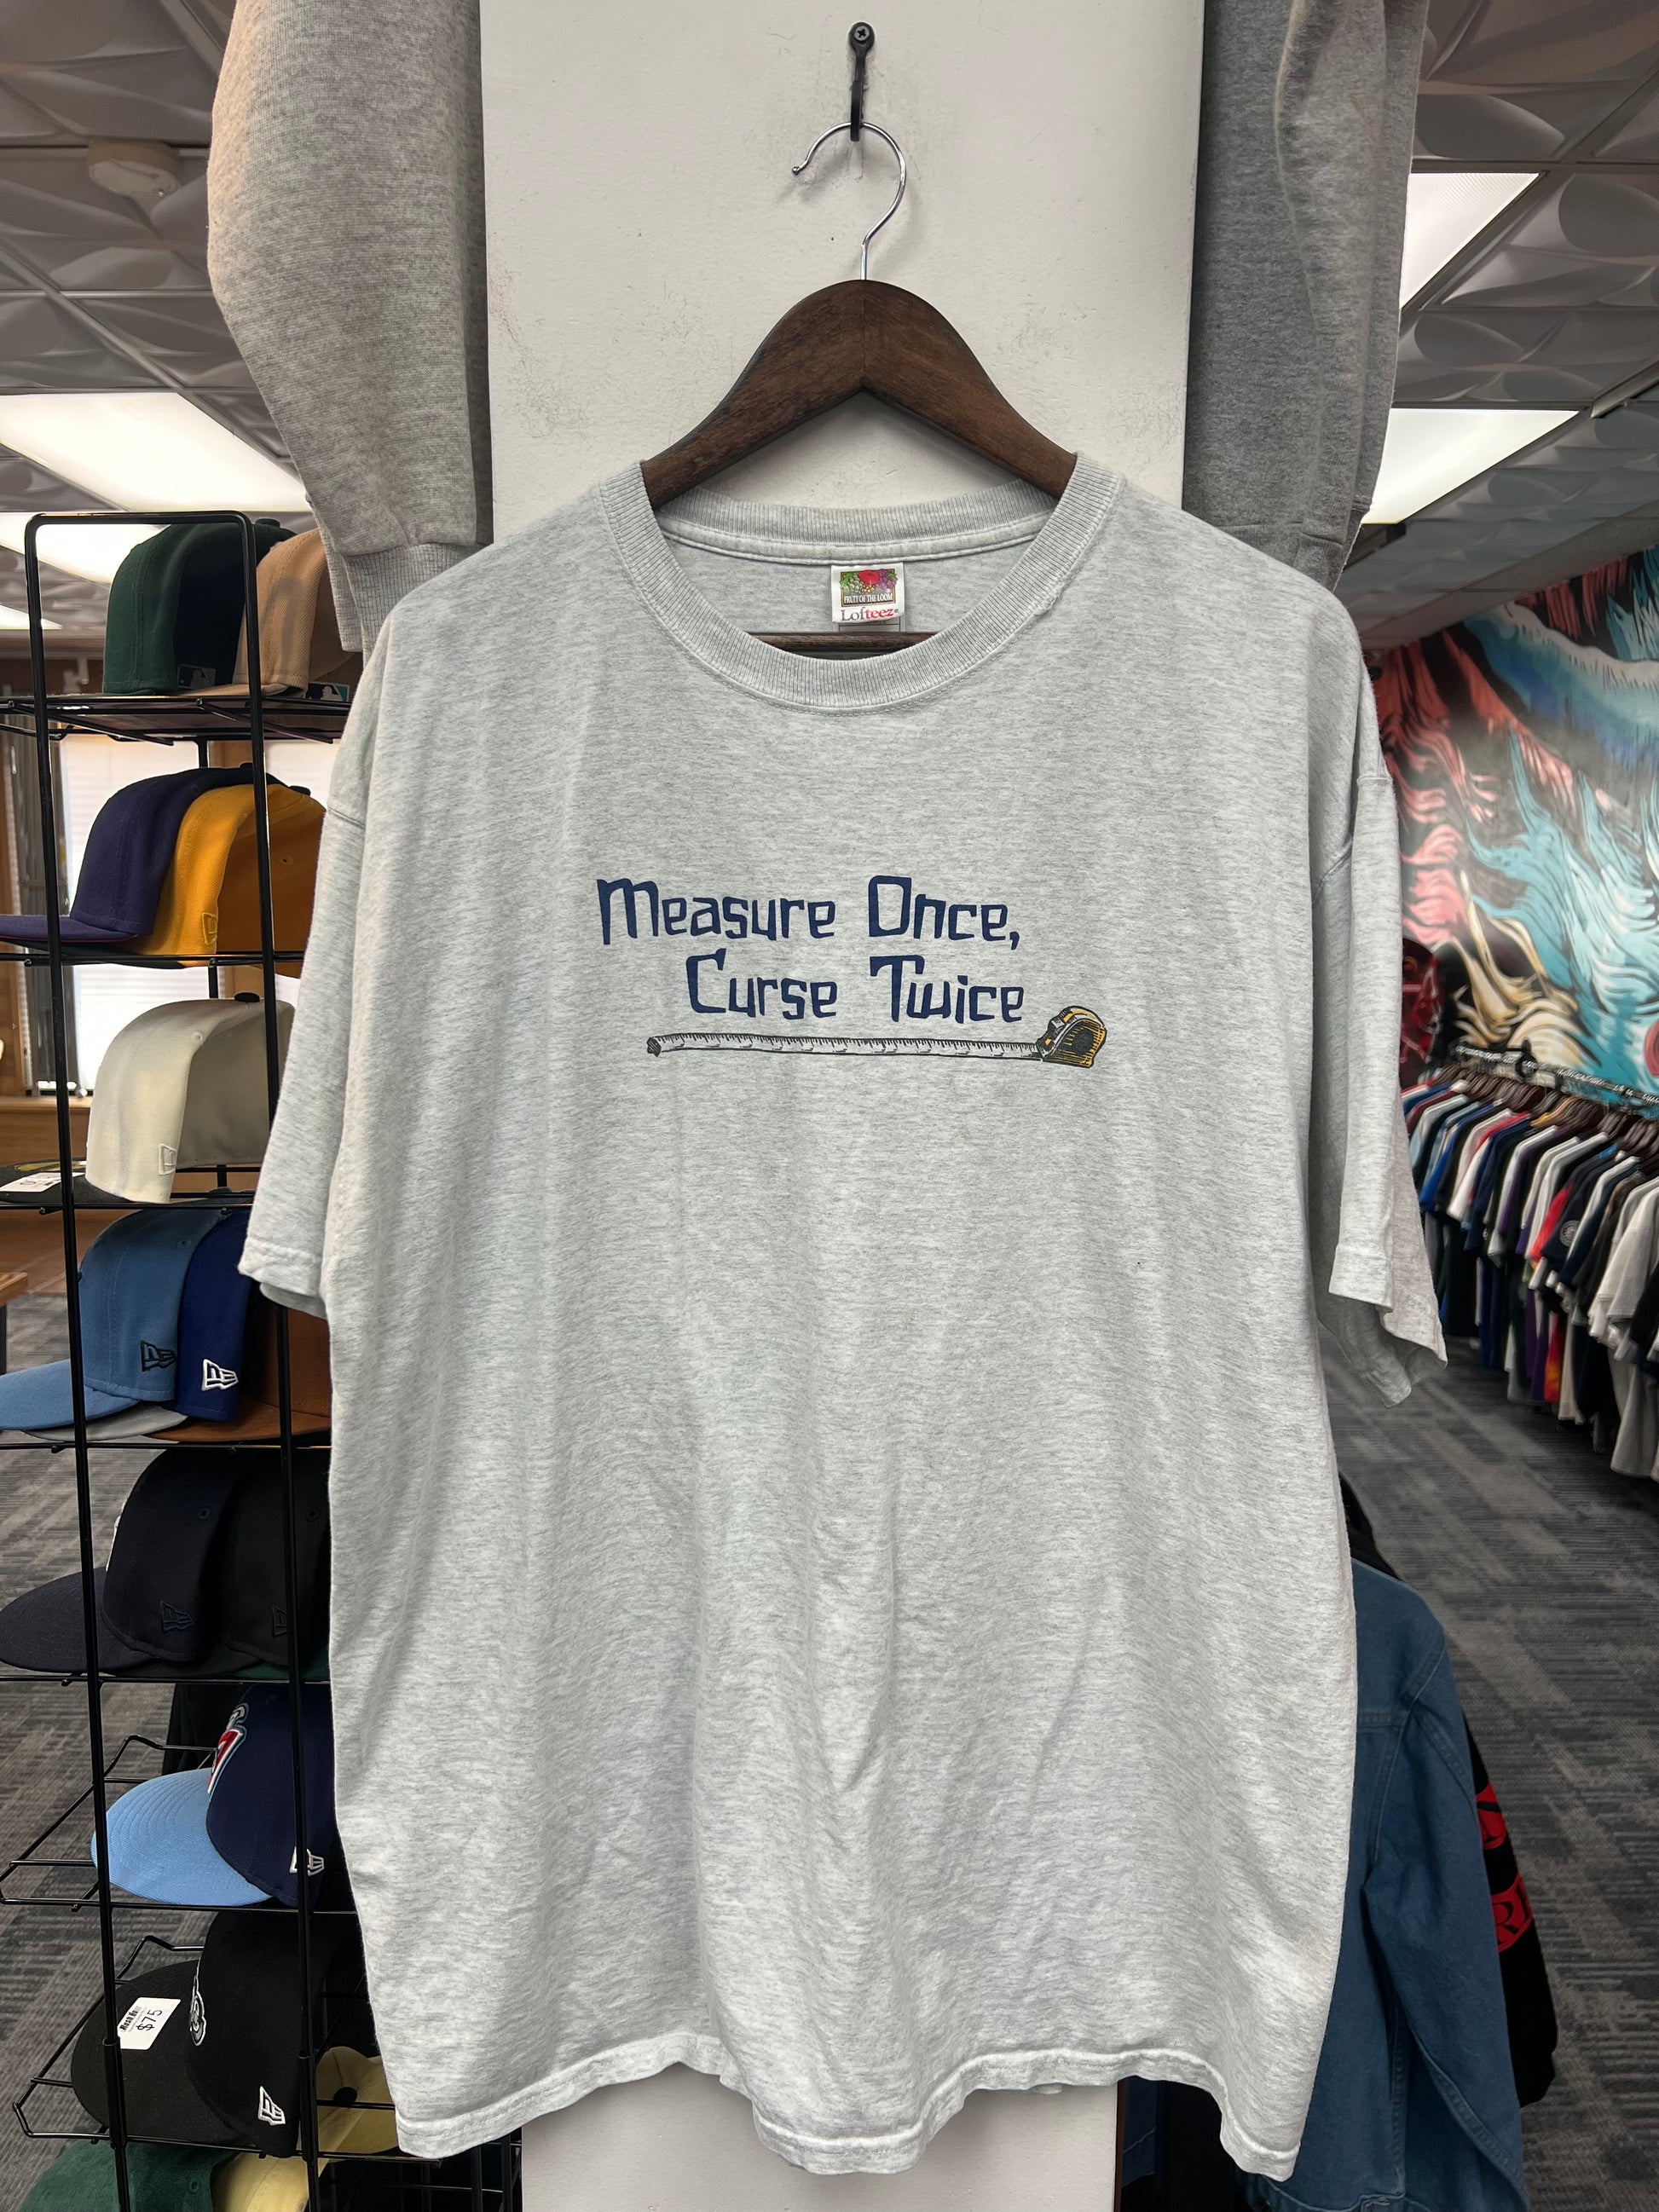 FRUIT OF THE LOOM
Lofteez®
Measure Once,
Curse Twice
$75